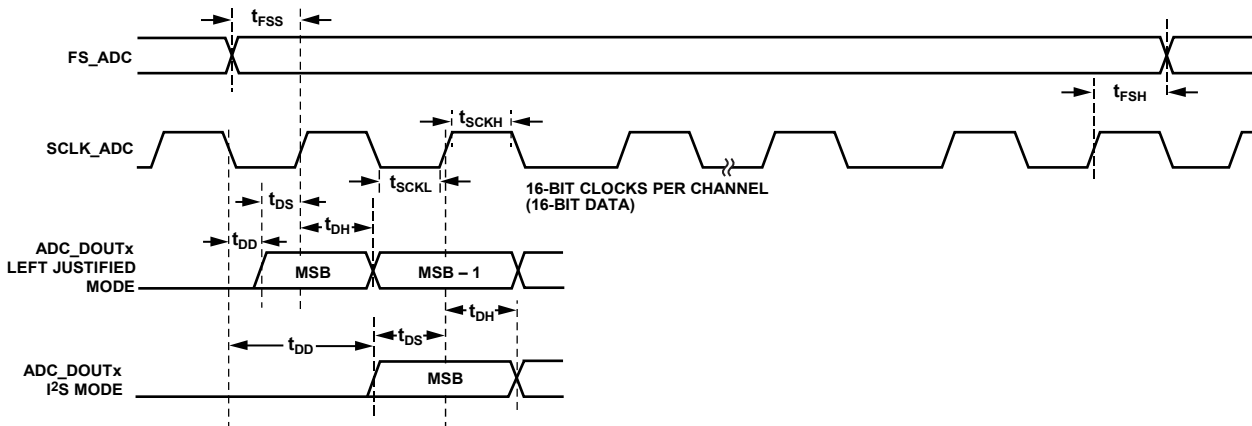 tFSS
FS_ADC
tFSH
tSCKH
SCLK_ADC
tSCKL
16-BIT CLOCKS PER CHANNEL
(16-BIT DATA)
tDS
tDH
tDD
ADC_DOUTx
LEFT JUSTIFIED
MODE
MSB
MSB – 1
tDH
tDS
tDD
ADC_DOUTx
I²S MODE
MSB